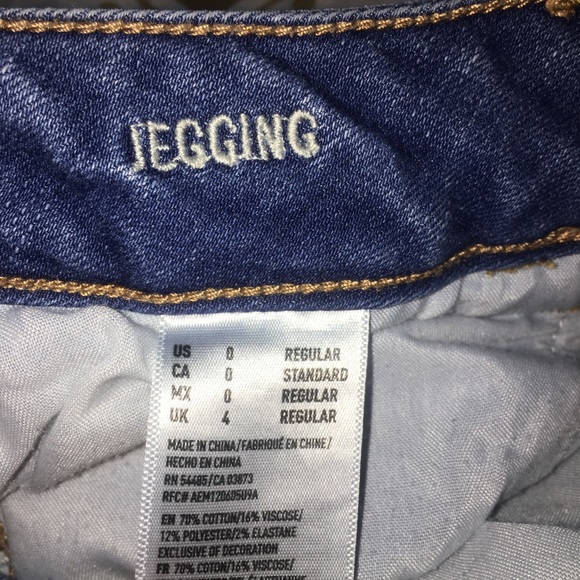 JEGGING
US 0 REGULAR
CA 0 STANDARD
MX 0 REGULAR
UK 4 REGULAR
MADE IN CHINA/FABRIQUÉ EN CHINE/
HECHO EN CHINA
RN 54485/CA 03873
RFC# AEM120605U9A
EN 70% COTTON/16% VISCOSE/
12% POLYESTER/2% ELASTANE
EXCLUSIVE OF DECORATION
FR 70% COTON/16% VISCOSE/